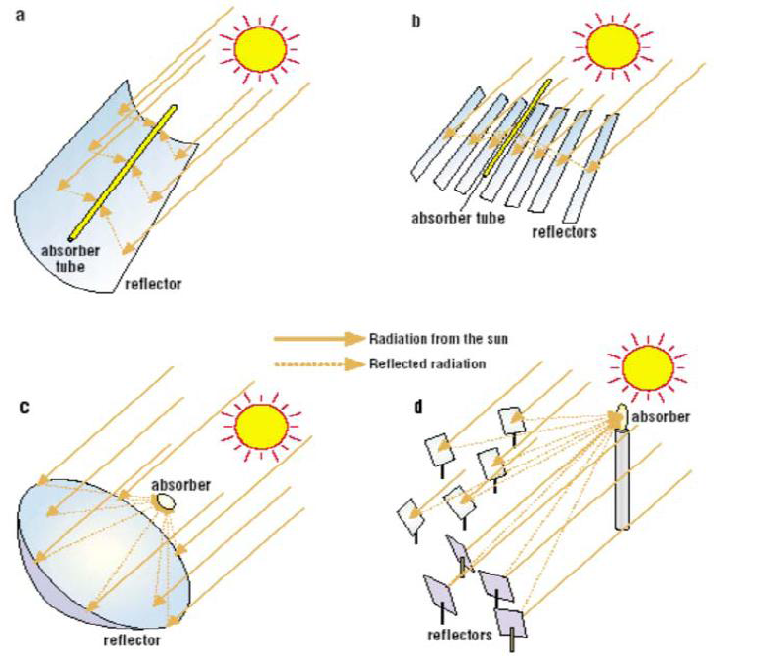 a
absorber
tube
reflector
b
absorber tube
reflectors
Radiation from the sun
Reflected radiation
c
absorber
reflector
d
absorber
reflectors